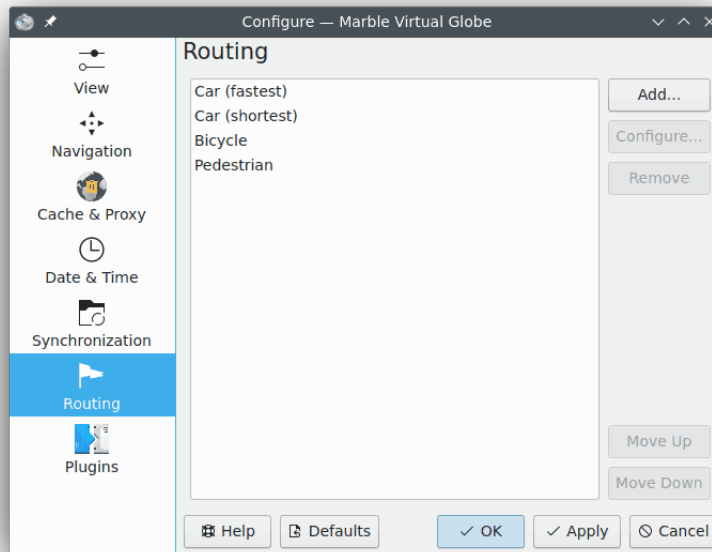 Configure — Marble Virtual Globe
View
Navigation
Cache & Proxy
Date & Time
Synchronization
Routing
Plugins
Routing
Car (fastest)
Car (shortest)
Bicycle
Pedestrian
Add...
Configure...
Remove
Move Up
Move Down
Help
Defaults
OK
Apply
Cancel